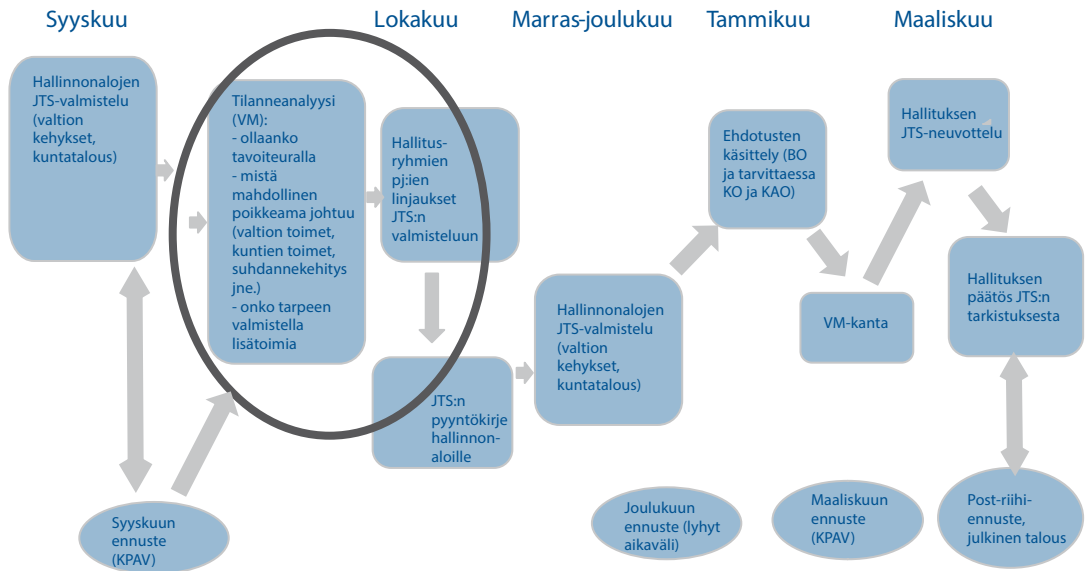 Syyskuu
Lokakuu
Marras-joulukuu
Tammikuu
Maaliskuu
Hallinnonalojen
JTS-valmistelu
(valtion
kehykset,
kuntatalous)
Tilanneanalyysi
(VM):
- ollaanko
tavoiteuralla
- mistä
mahdollinen
poikkeama johtuu
(valtion toimet,
kuntien toimet,
suhdannekehitys
jne.)
- onko tarpeen
valmistella
lisätoimia
Hallitus-
ryhmien
pj:ien
linjaukset
JTS:n
valmisteluun
JTS:n
pyyntökirje
hallinnon-
aloille
Hallinnonalojen
JTS-valmistelu
(valtion
kehykset,
kuntatalous)
Ehdotusten
käsittely (BO
ja tarvittaessa
KO ja KAO)
VM-kanta
Hallituksen
JTS-neuvottelu
Hallituksen
päätös JTS:n
tarkistuksesta
Syyskuun
ennuste
(KPAV)
Joulukuun
ennuste (lyhyt
aikaväli)
Maaliskuun
ennuste
(KPAV)
Post-riihi-
ennuste,
julkinen talous